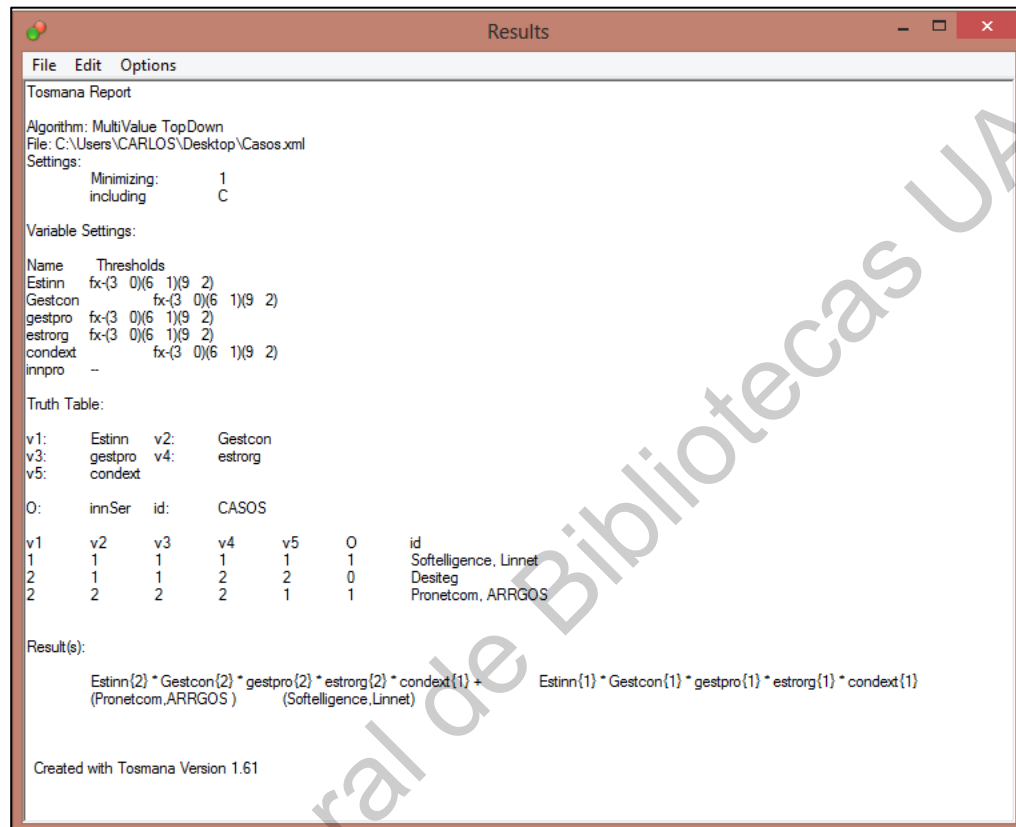 Results
File Edit Options
Tosmana Report
Algorithm: MultiValue TopDown
File: C:\Users\CARLOS\Desktop\Casos.xml
Settings:
Minimizing: 1
including C
Variable Settings:
Name Thresholds
Estinn fx-(3 0)(6 1)(9 2)
Gestcon fx-(3 0)(6 1)(9 2)
gestpro fx-(3 0)(6 1)(9 2)
estrorg fx-(3 0)(6 1)(9 2)
condext fx-(3 0)(6 1)(9 2)
innpro --
Truth Table:
v1: Estinn v2: Gestcon
v3: gestpro v4: estrorg
v5: condext
O: innSer id: CASOS
v1 v2 v3 v4 v5 O id
1 1 1 1 1 1 Softelligence, Linnet
2 1 1 2 2 0 Desiteg
2 2 2 2 1 1 Pronetcom, ARRGOS
Result(s):
Estinn{2} * Gestcon{2} * gestpro{2} * estrorg{2} * condext{1} + Estinn{1} * Gestcon{1} * gestpro{1} * estrorg{1} * condext{1}
(Pronetcom,ARRGOS ) (Softelligence,Linnet)
Created with Tosmana Version 1.61
ral de Bibliotecas UA